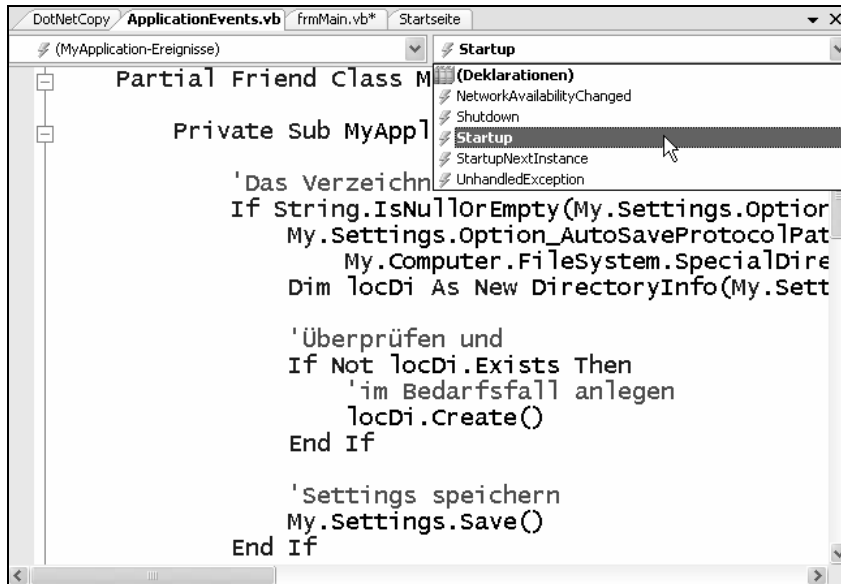 DotNetCopy ApplicationEvents.vb frmMain.vb* Startseite
(MyApplication-Ereignisse) Startup
(Deklarationen)
NetworkAvailabilityChanged
Shutdown
Startup
StartupNextInstance
UnhandledException
Partial Friend Class M
Private Sub MyAppl
'Das Verzeichn
If String.IsNullOrEmpty(My.Settings.Option
My.Settings.Option_AutoSaveProtocolPat
My.Computer.FileSystem.SpecialDire
Dim locDi As New DirectoryInfo(My.Sett
'Überprüfen und
If Not locDi.Exists Then
'im Bedarfsfall anlegen
locDi.Create()
End If
'Settings speichern
My.Settings.Save()
End If